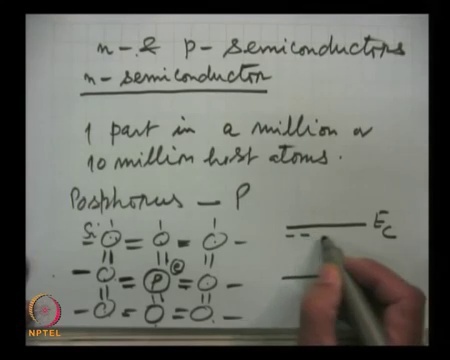 n- & p- semiconductors
n- semiconductor
1 part in a million or
10 million host atoms.
Posphorus — P
Si
P e
E_C
NPTEL